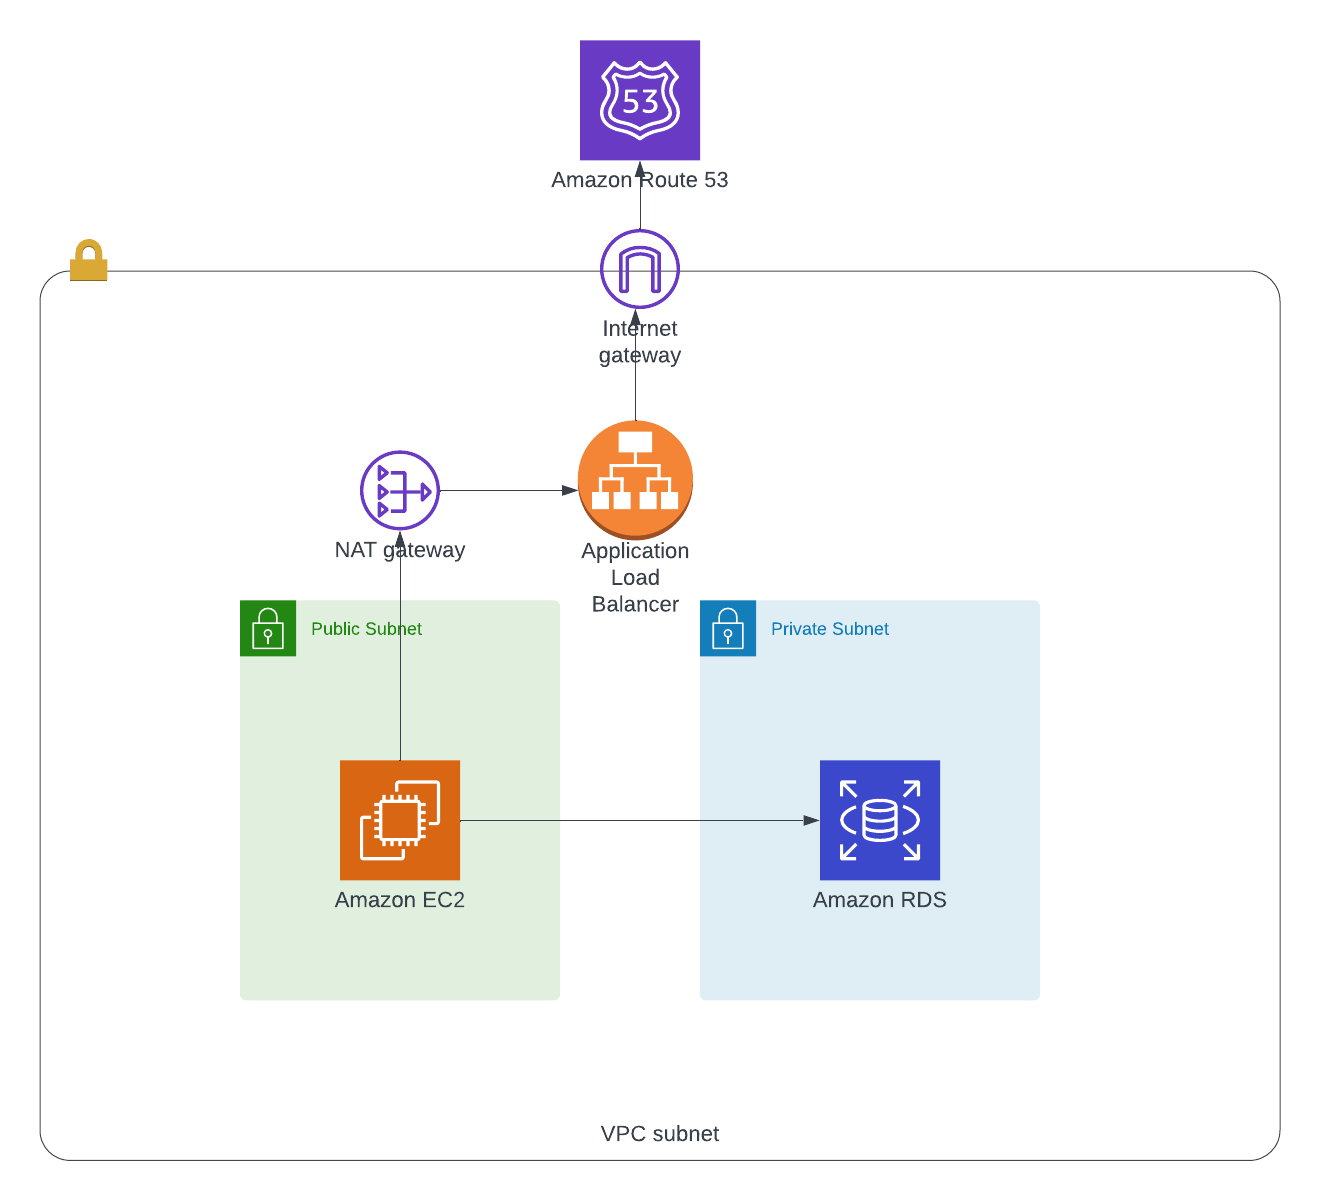 53
Amazon Route 53
Internet
gateway
NAT gateway
Application
Load
Balancer
Public Subnet
Private Subnet
Amazon EC2
Amazon RDS
VPC subnet